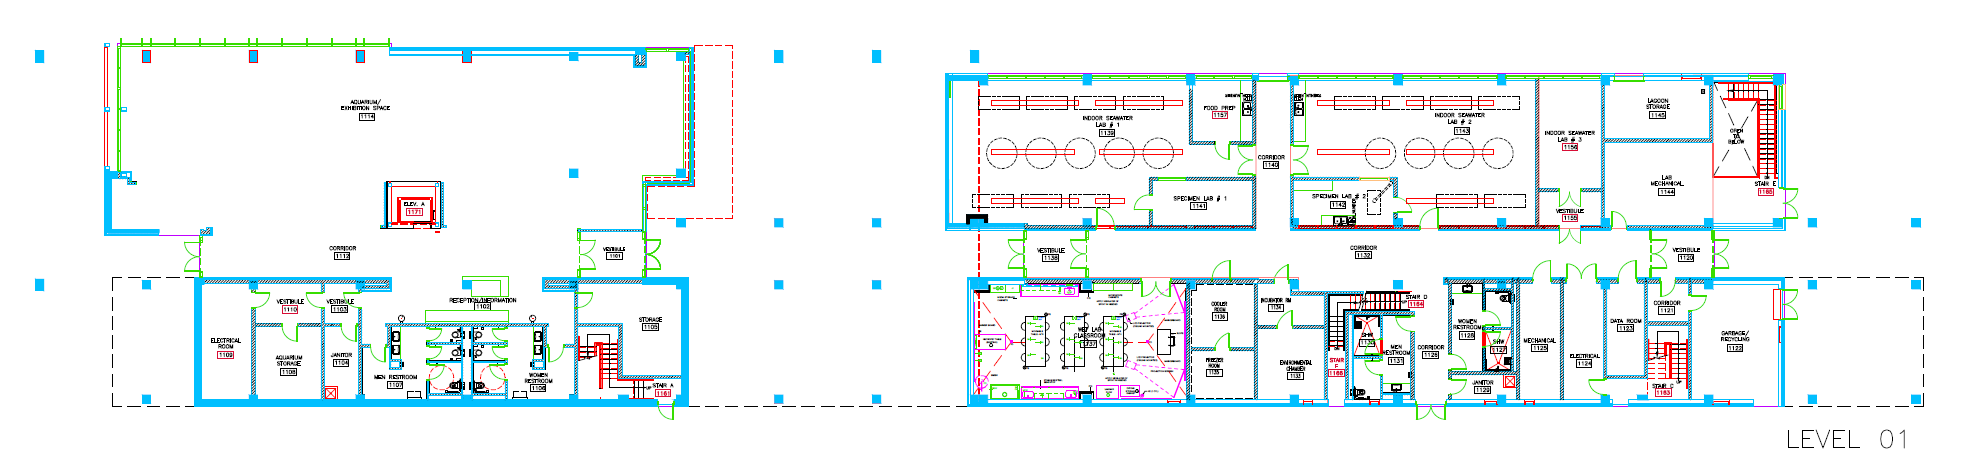 AQUARIUM/
EXHIBITION SPACE
1114
ELEV. A
1171
CORRIDOR
1112
VESTIBULE
1101
RECEPTION/INFORMATION
1102
VESTIBULE
1110
VESTIBULE
1103
ELECTRICAL
ROOM
1109
AQUARIUM
STORAGE
1108
JANITOR
1104
MEN RESTROOM
1107
WOMEN
RESTROOM
1106
STORAGE
1105
STAIR A
1161
INDOOR SEAWATER
LAB # 1
1139
FOOD PREP
1157
CORRIDOR
1140
SPECIMEN LAB # 1
1141
INDOOR SEAWATER
LAB # 2
1143
SPECIMEN LAB # 2
1142
INDOOR SEAWATER
LAB # 3
1156
VESTIBULE
1155
LAGOON
STORAGE
1145
LAB
MECHANICAL
1144
OPEN
TO
BELOW
STAIR E
1165
VESTIBULE
1138
CORRIDOR
1132
VESTIBULE
1120
WET LAB
CLASSROOM
1137
COOLER
ROOM
1136
FREEZER
ROOM
1135
INCUBATOR RM
1134
ENVIRONMENTAL
CHAMBER
1133
STAIR D
1164
STAIR
F
1166
SHW
1130
MEN
RESTROOM
1131
CORRIDOR
1126
WOMEN
RESTROOM
1128
SHW
1127
JANITOR
1129
MECHANICAL
1125
ELECTRICAL
1124
DATA ROOM
1123
CORRIDOR
1121
STAIR C
1163
GARBAGE/
RECYCLING
1122
LEVEL 01